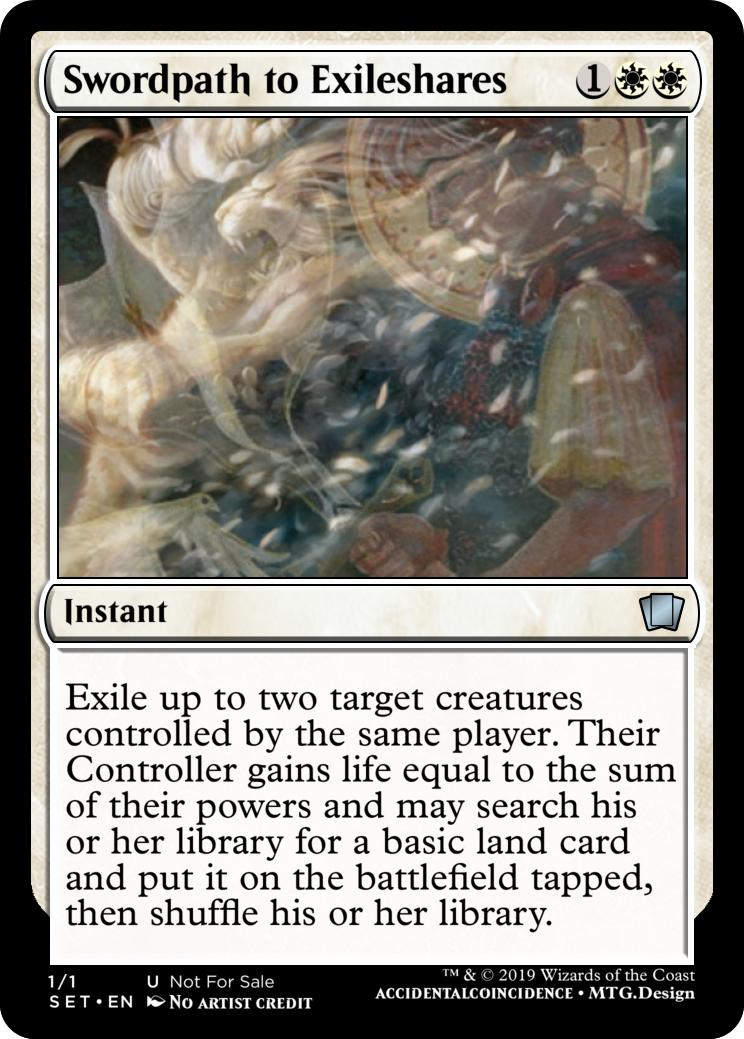 Swordpath to Exileshares 1
Instant
Exile up to two target creatures
controlled by the same player. Their
Controller gains life equal to the sum
of their powers and may search his
or her library for a basic land card
and put it on the battlefield tapped,
then shuffle his or her library.
1/1 U Not For Sale ™ & © 2019 Wizards of the Coast
SET • EN No artist credit ACCIDENTALCOINCIDENCE • MTG.Design